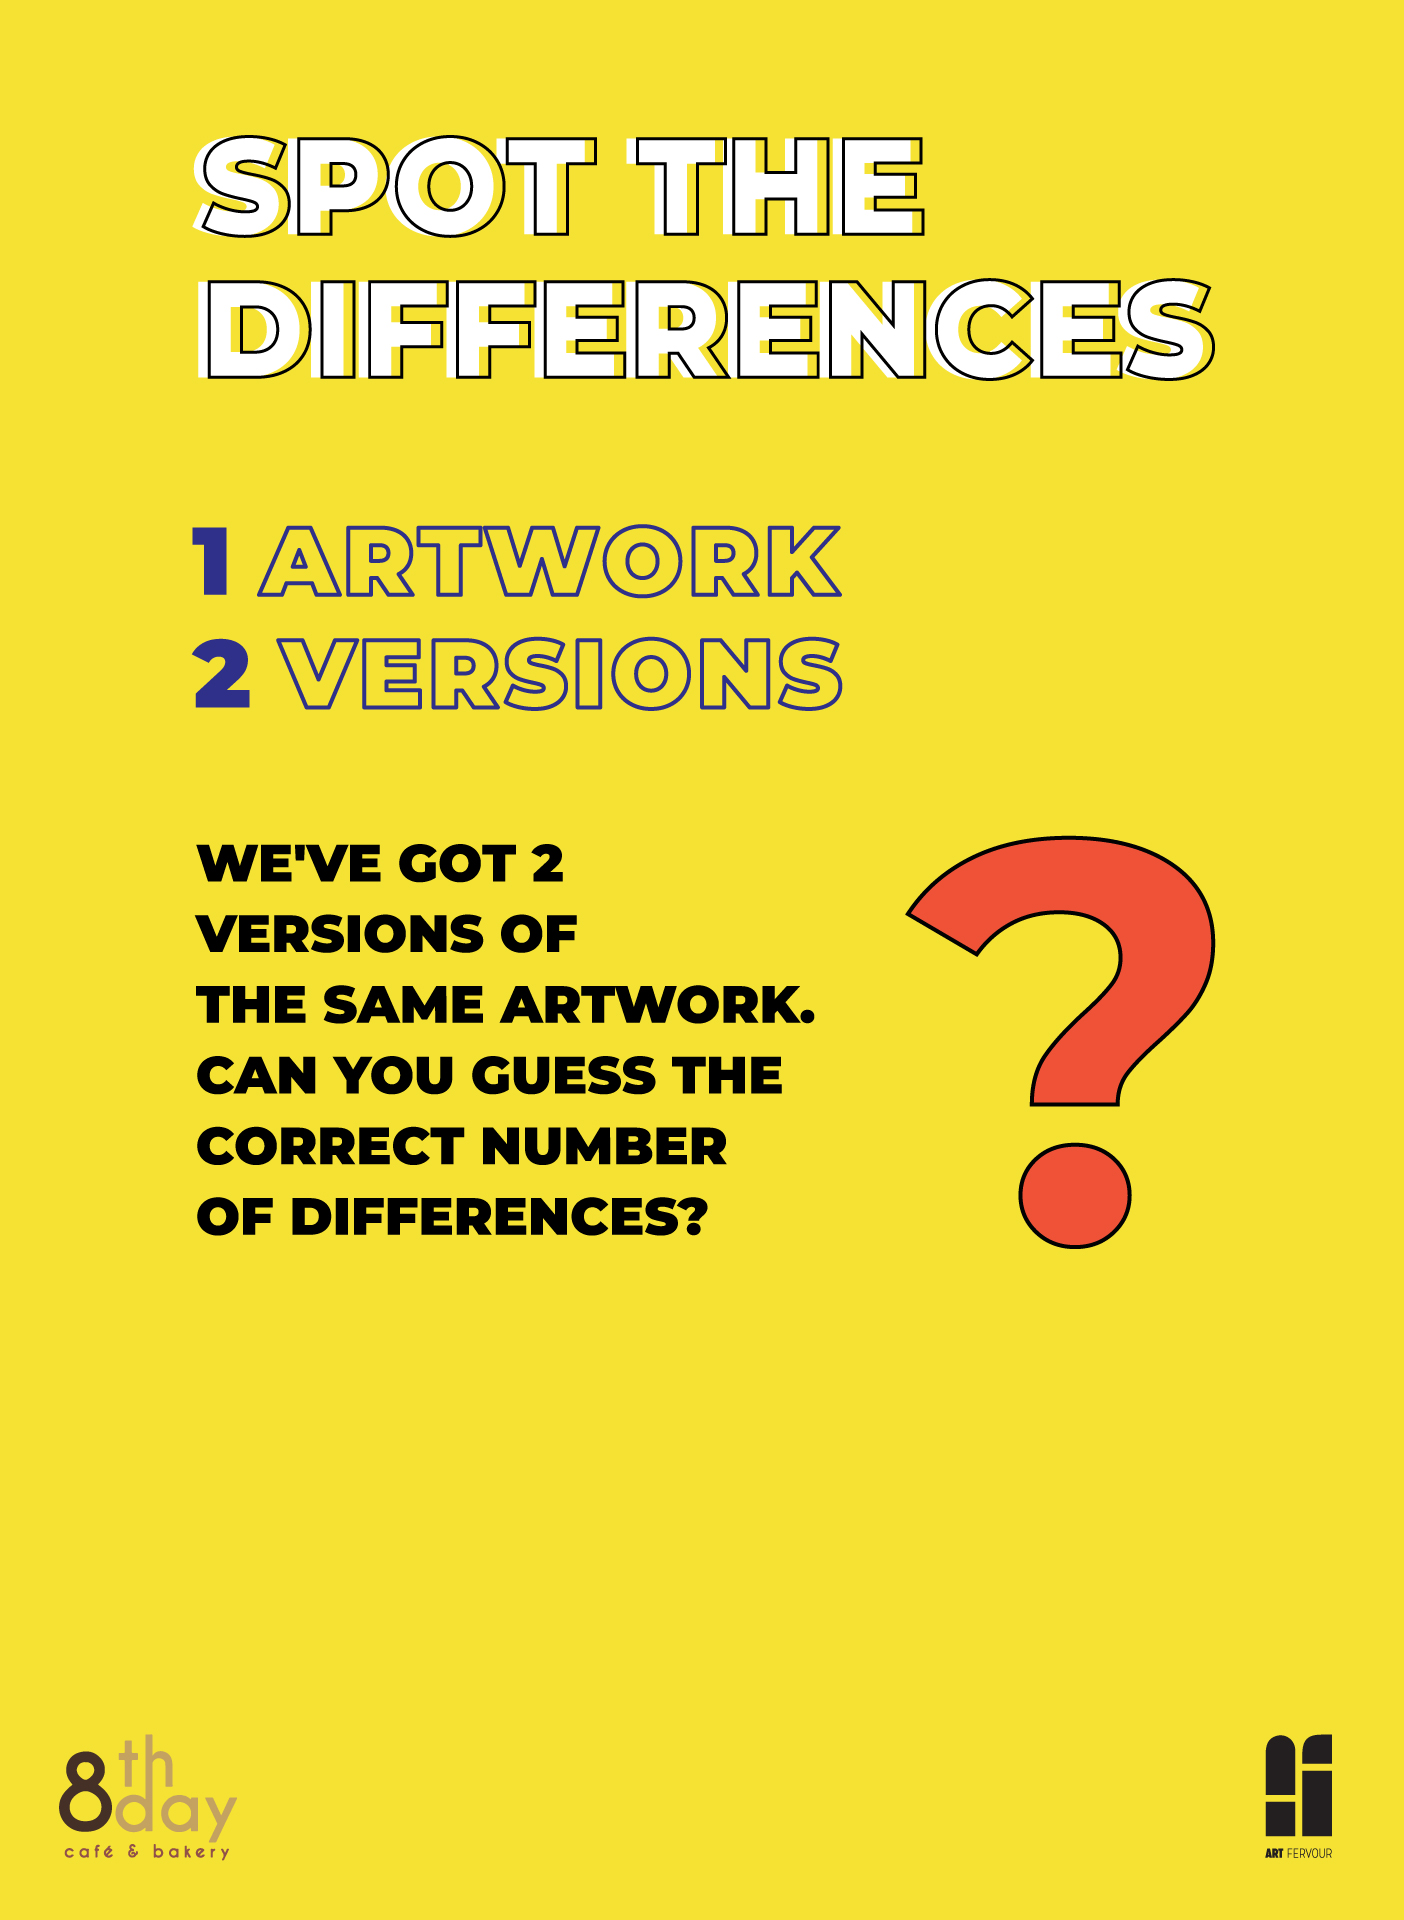 SPOT THE
DIFFERENCES
1 ARTWORK
2 VERSIONS
WE'VE GOT 2
VERSIONS OF
THE SAME ARTWORK.
CAN YOU GUESS THE
CORRECT NUMBER
OF DIFFERENCES?
?
8th
day
café & bakery
ART FERVOUR